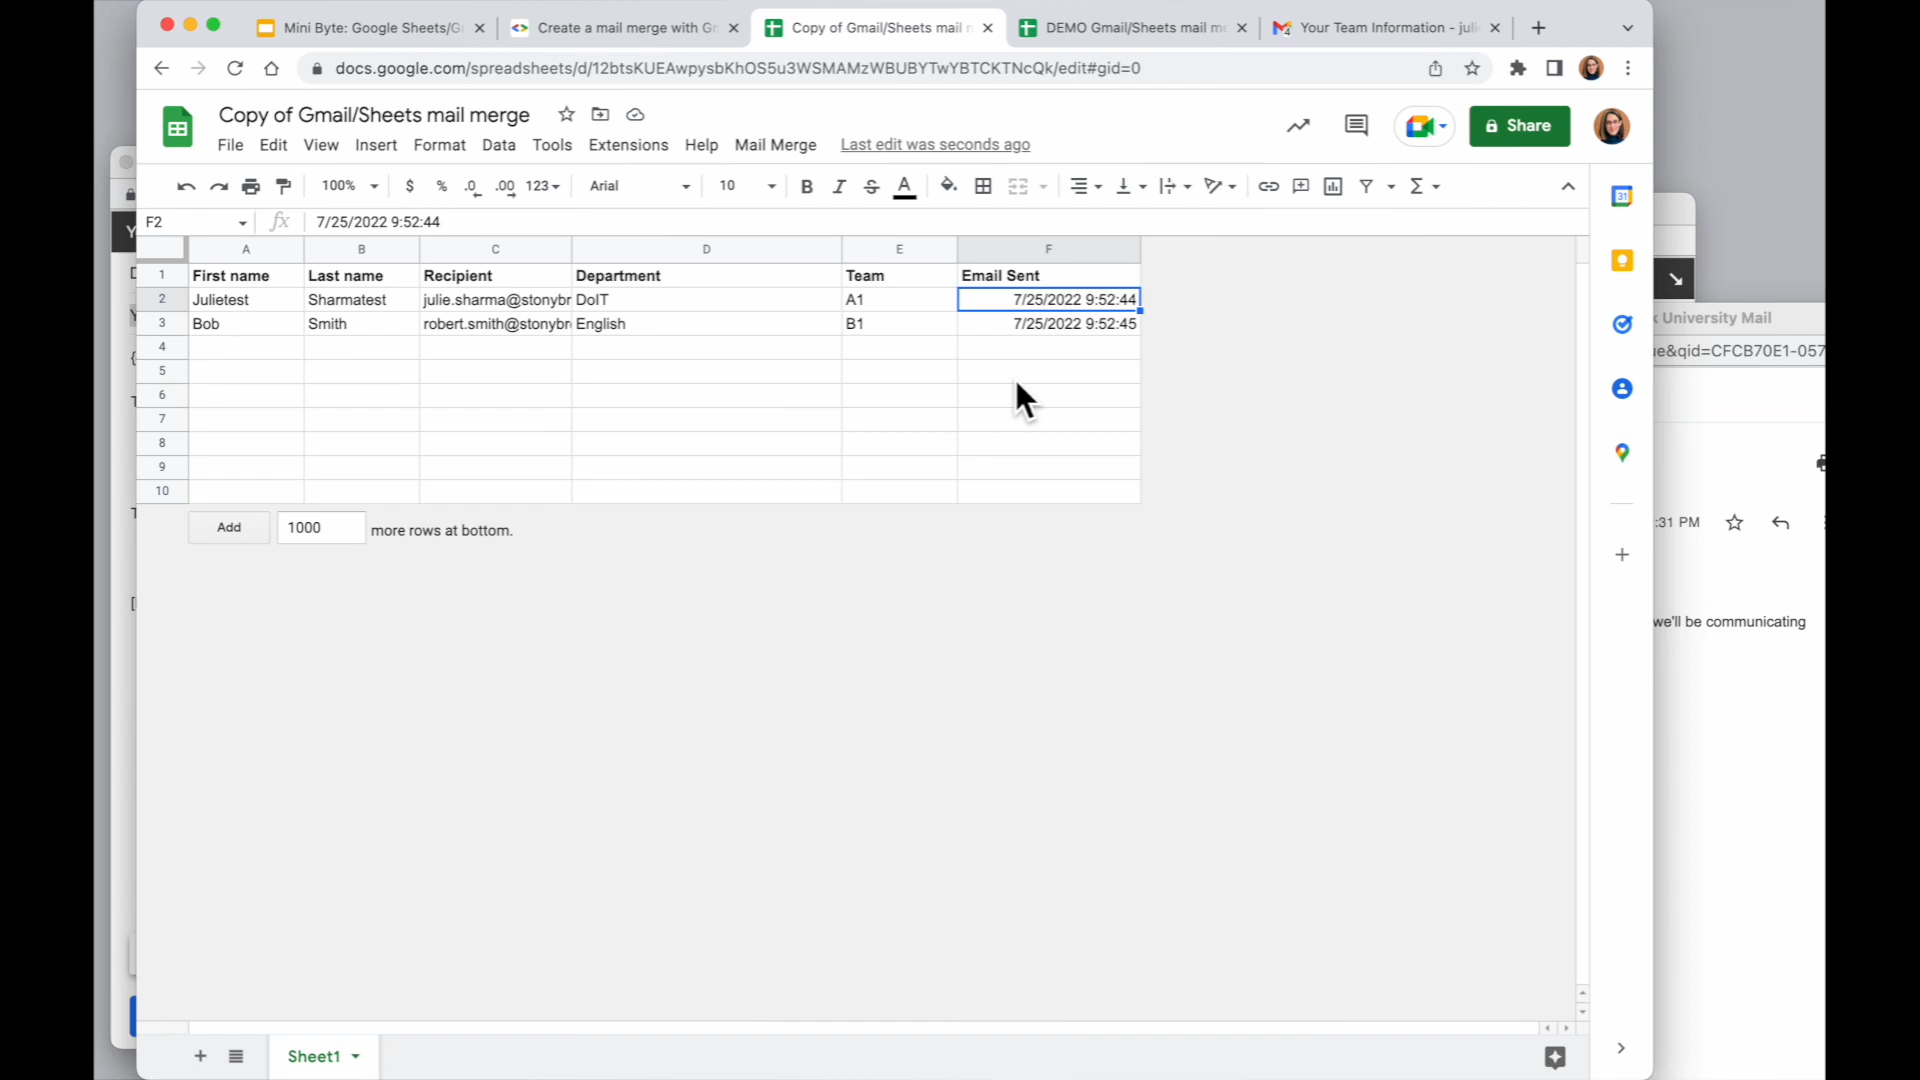 Mini Byte: Google Sheets/G
Create a mail merge with Gm
Copy of Gmail/Sheets mail m
DEMO Gmail/Sheets mail me
Your Team Information - juli
docs.google.com/spreadsheets/d/12btsKUEAwpysbKhOS5u3WSMAMzWBUBYTwYBTCKTNcQk/edit#gid=0
Copy of Gmail/Sheets mail merge
Share
File Edit View Insert Format Data Tools Extensions Help Mail Merge Last edit was seconds ago
100% $ % .0 .00 123 Arial 10 B I S A
F2 fx 7/25/2022 9:52:44
A B C D E F
1 First name Last name Recipient Department Team Email Sent
2 Julietest Sharmatest julie.sharma@stonybr DoIT A1 7/25/2022 9:52:44
3 Bob Smith robert.smith@stonybr English B1 7/25/2022 9:52:45
4
5
6
7
8
9
10
Add 1000 more rows at bottom.
Sheet1
31
k University Mail
ue&qid=CFCB70E1-057
:31 PM
we'll be communicating